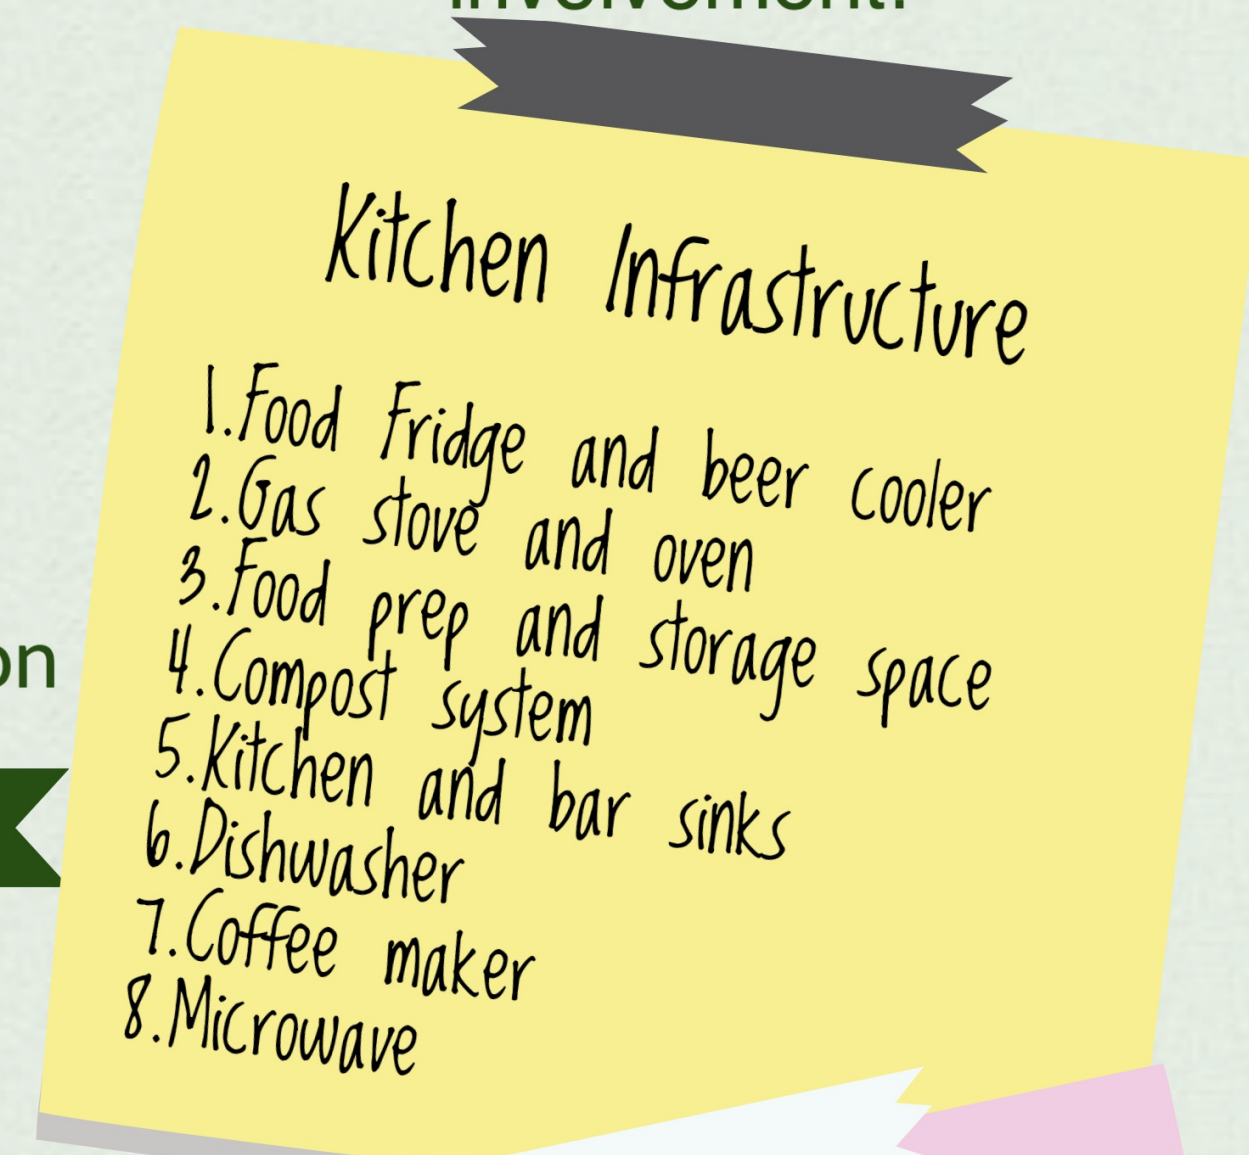 involvement.
Kitchen Infrastructure
1.Food Fridge and beer cooler
2.Gas stove and oven
3.Food prep and storage space
4.Compost system
5.Kitchen and bar sinks
6.Dishwasher
7.Coffee maker
8.Microwave